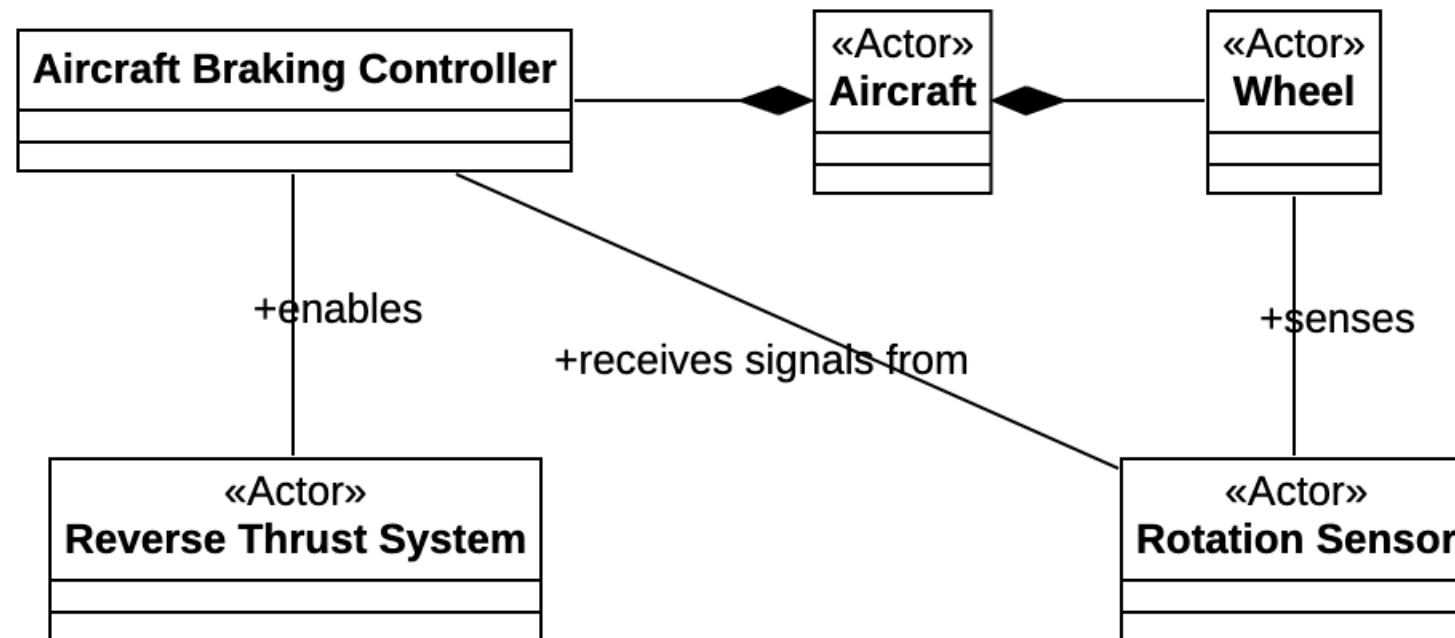 Aircraft Braking Controller
«Actor»
Aircraft
«Actor»
Wheel
+enables
+receives signals from
+senses
«Actor»
Reverse Thrust System
«Actor»
Rotation Sensor